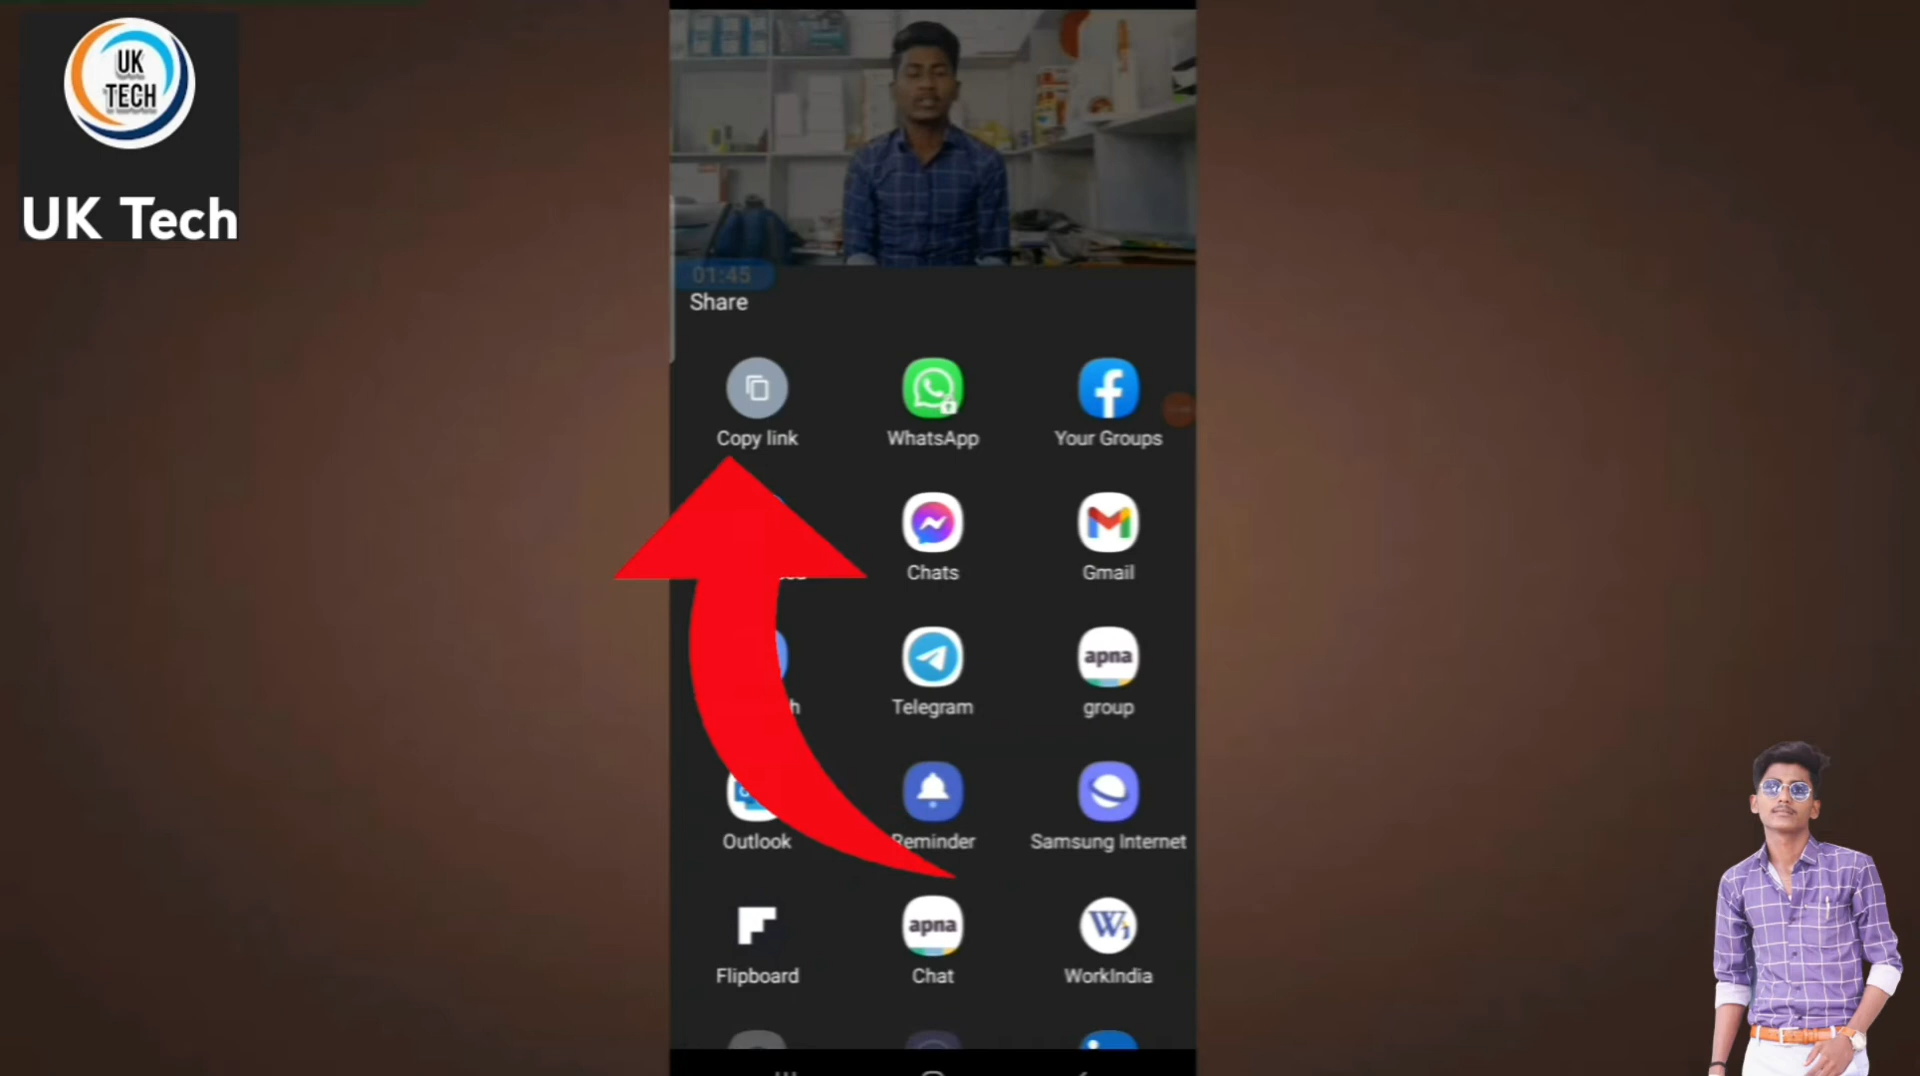 UK
TECH
UK Tech
01:45
Share
Copy link
WhatsApp
Your Groups
Chats
Gmail
Telegram
apna
group
Outlook
Reminder
Samsung Internet
Flipboard
apna
Chat
WorkIndia